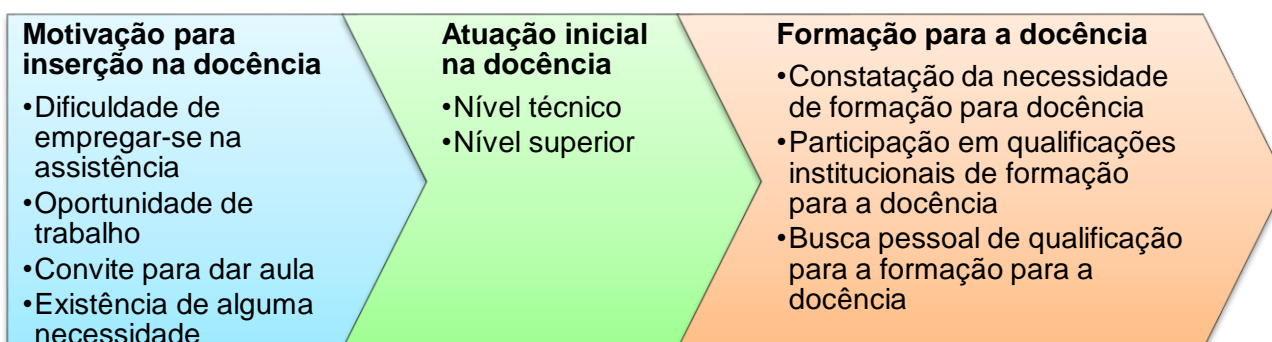 Motivação para
inserção na docência
•Dificuldade de
empregar-se na
assistência
•Oportunidade de
trabalho
•Convite para dar aula
•Existência de alguma
necessidade
Atuação inicial
na docência
•Nível técnico
•Nível superior
Formação para a docência
•Constatação da necessidade
de formação para docência
•Participação em qualificações
institucionais de formação
para a docência
•Busca pessoal de qualificação
para a formação para a
docência